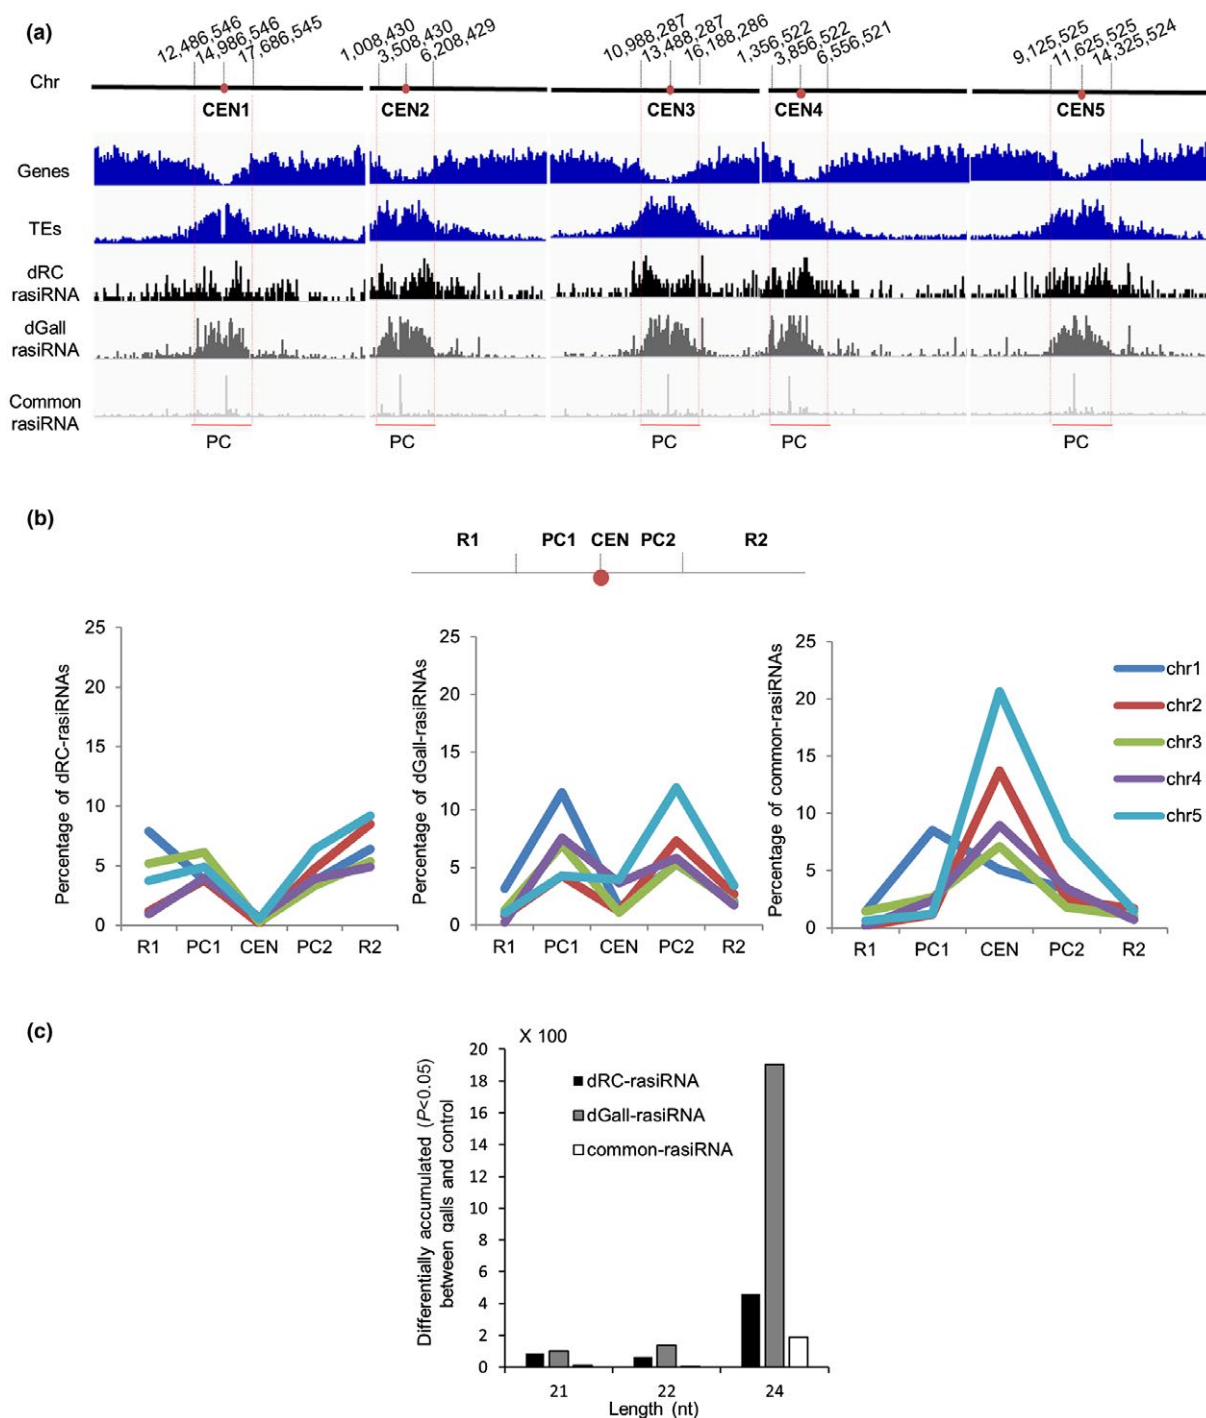 (a)
12,486,546
14,986,546
17,686,545
1,008,430
3,508,430
6,208,429
10,988,287
13,488,287
16,188,286
1,356,522
3,856,522
6,556,521
9,125,525
11,625,525
14,325,524
Chr
CEN1 CEN2 CEN3 CEN4 CEN5
Genes
TEs
dRC
rasiRNA
dGall
rasiRNA
Common
rasiRNA
PC PC PC PC PC
(b)
R1 PC1 CEN PC2 R2
Percentage of dRC-rasiRNAs
25
20
15
10
5
0
R1 PC1 CEN PC2 R2
Percentage of dGall-rasiRNAs
25
20
15
10
5
0
R1 PC1 CEN PC2 R2
Percentage of common-rasiRNAs
25
20
15
10
5
0
R1 PC1 CEN PC2 R2
chr1
chr2
chr3
chr4
chr5
(c)
X 100
Differentially accumulated (P<0.05)
between galls and control
20
18
16
14
12
10
8
6
4
2
0
dRC-rasiRNA
dGall-rasiRNA
common-rasiRNA
21 22 24
Length (nt)